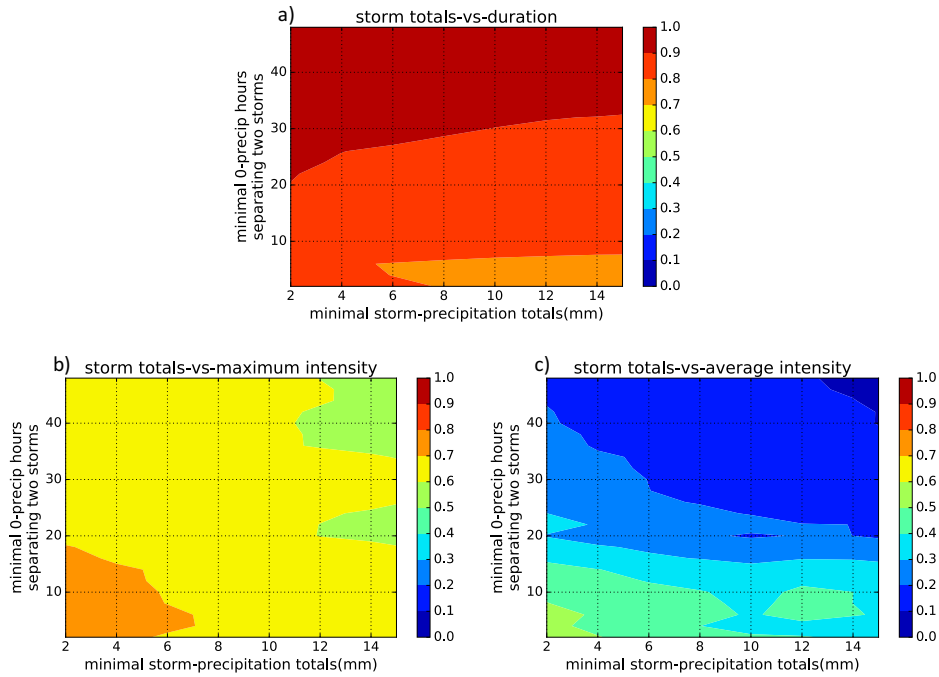 a)
storm totals-vs-duration
minimal 0-precip hours
separating two storms
40
30
20
10
2 4 6 8 10 12 14
minimal storm-precipitation totals(mm)
1.0
0.9
0.8
0.7
0.6
0.5
0.4
0.3
0.2
0.1
0.0
b)
storm totals-vs-maximum intensity
minimal 0-precip hours
separating two storms
40
30
20
10
2 4 6 8 10 12 14
minimal storm-precipitation totals(mm)
1.0
0.9
0.8
0.7
0.6
0.5
0.4
0.3
0.2
0.1
0.0
c)
storm totals-vs-average intensity
minimal 0-precip hours
separating two storms
40
30
20
10
2 4 6 8 10 12 14
minimal storm-precipitation totals(mm)
1.0
0.9
0.8
0.7
0.6
0.5
0.4
0.3
0.2
0.1
0.0